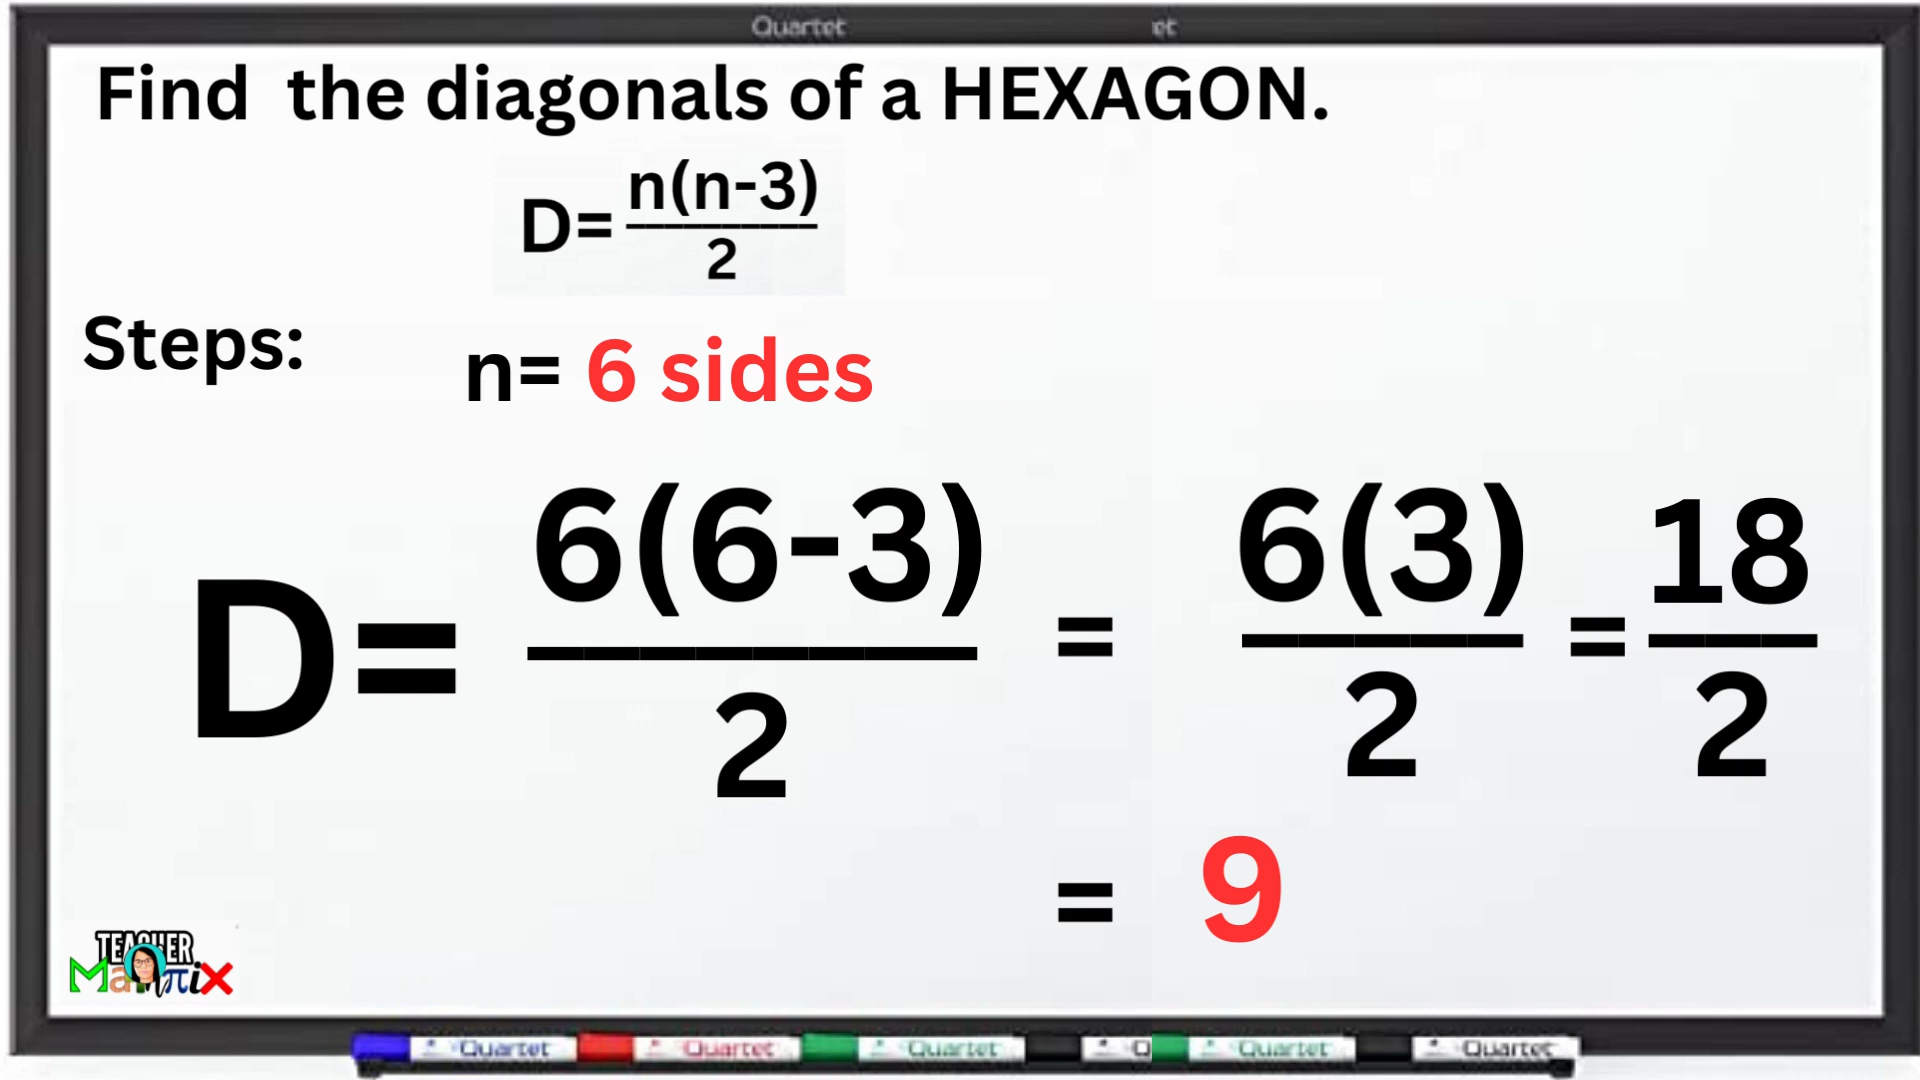 Quartet et
Find the diagonals of a HEXAGON.
D= n(n-3)
2
Steps:
n= 6 sides
D= 6(6-3) = 6(3) = 18
2 2 2
= 9
TEACHER
Quartet Quartet Quartet Q Quartet Quartet